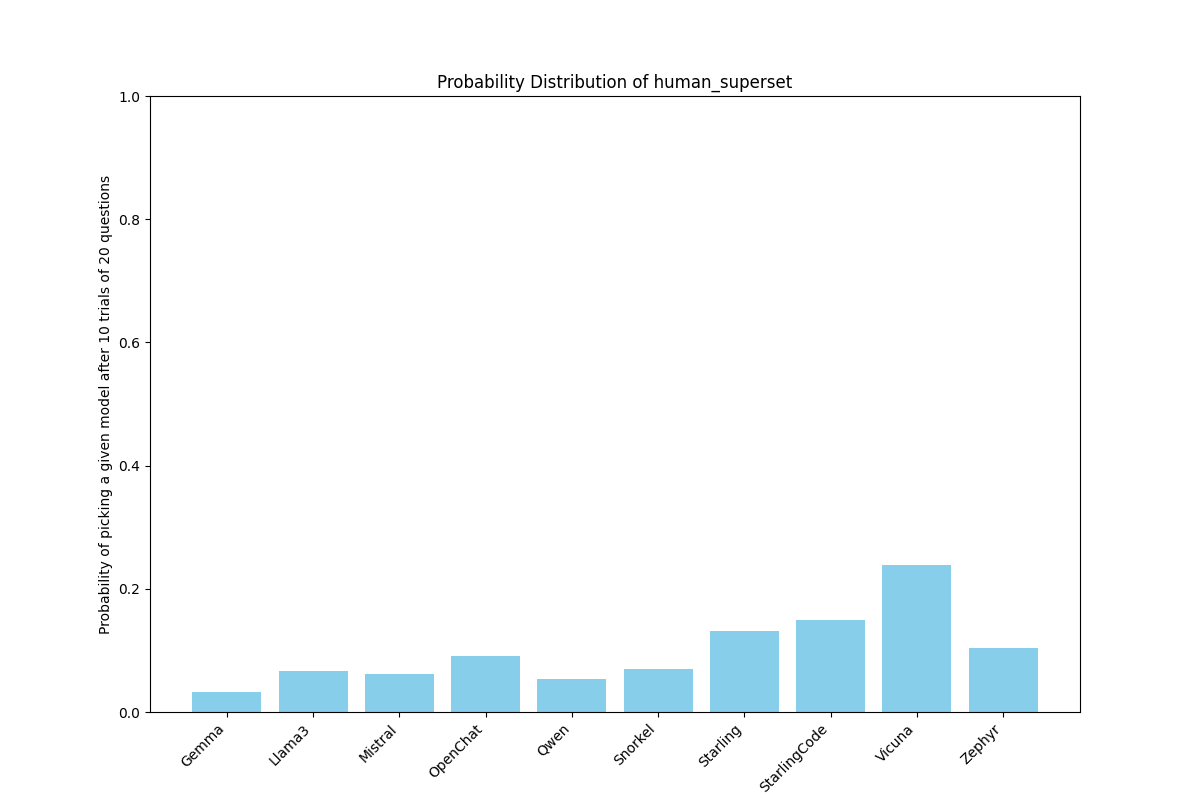 Probability Distribution of human_superset
Probability of picking a given model after 10 trials of 20 questions
1.0
0.8
0.6
0.4
0.2
0.0
Gemma
Llama3
Mistral
OpenChat
Qwen
Snorkel
Starling
StarlingCode
Vicuna
Zephyr